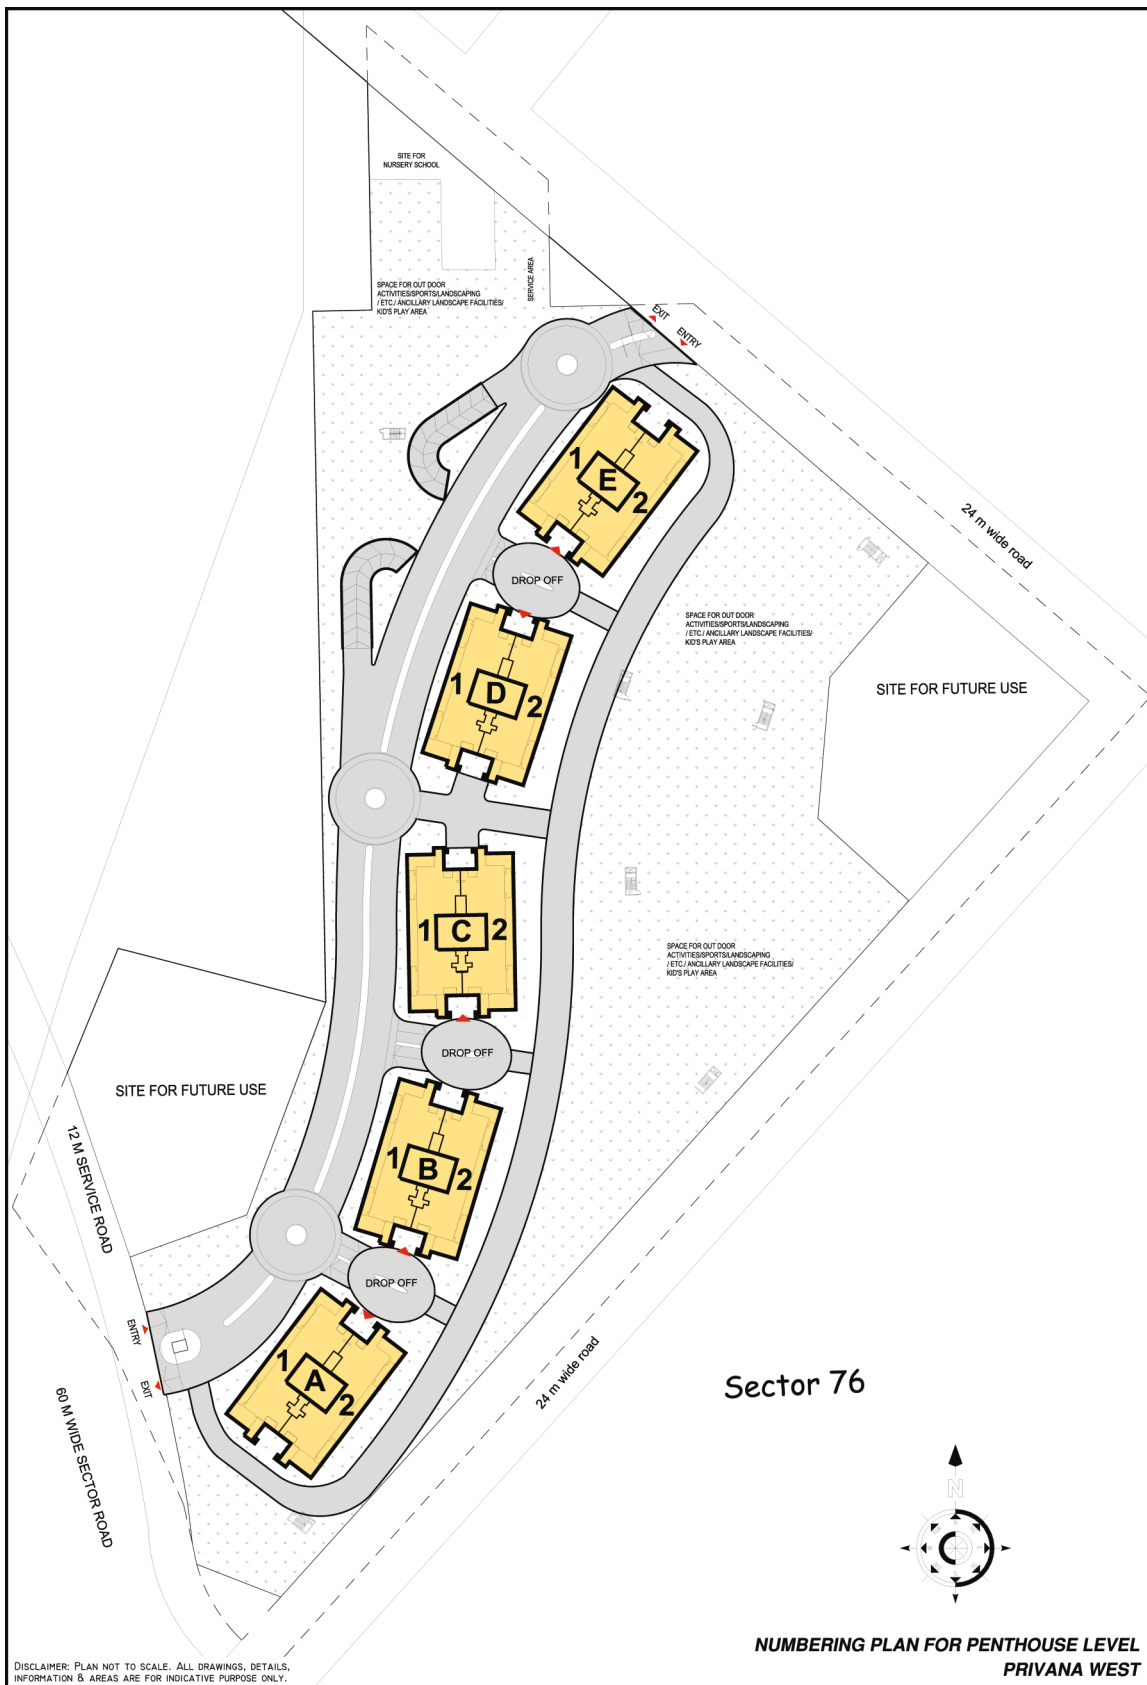 SITE FOR
NURSERY SCHOOL
SERVICE AREA
SPACE FOR OUT DOOR
ACTIVITIES/SPORTS/LANDSCAPING
/ ETC./ ANCILLARY LANDSCAPE FACILITIES/
KID'S PLAY AREA
EXIT
ENTRY
1
E
2
24 m wide road
DROP OFF
SPACE FOR OUT DOOR
ACTIVITIES/SPORTS/LANDSCAPING
/ ETC./ ANCILLARY LANDSCAPE FACILITIES/
KID'S PLAY AREA
SITE FOR FUTURE USE
1
D
2
1
C
2
SPACE FOR OUT DOOR
ACTIVITIES/SPORTS/LANDSCAPING
/ ETC./ ANCILLARY LANDSCAPE FACILITIES/
KID'S PLAY AREA
DROP OFF
SITE FOR FUTURE USE
12 M SERVICE ROAD
1
B
2
DROP OFF
ENTRY
EXIT
1
A
2
60 M WIDE SECTOR ROAD
24 m wide road
Sector 76
N
NUMBERING PLAN FOR PENTHOUSE LEVEL
PRIVANA WEST
DISCLAIMER: PLAN NOT TO SCALE. ALL DRAWINGS, DETAILS,
INFORMATION & AREAS ARE FOR INDICATIVE PURPOSE ONLY.